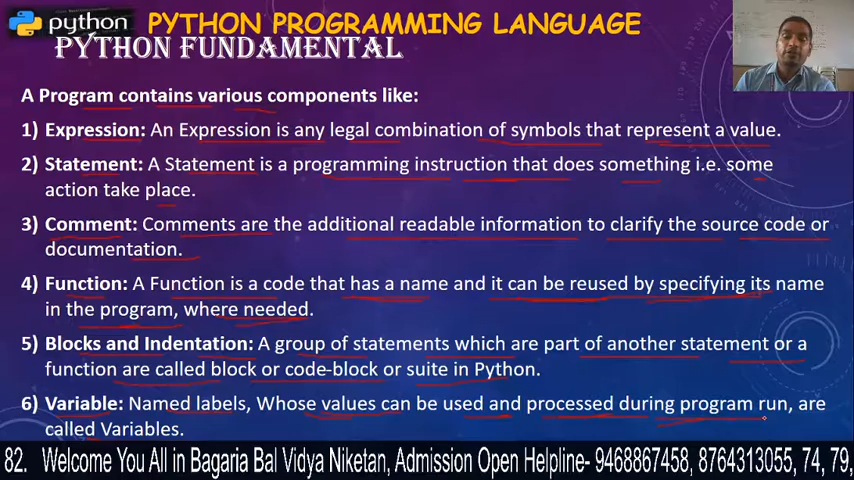 python
PYTHON PROGRAMMING LANGUAGE
PYTHON FUNDAMENTAL
A Program contains various components like:
1) Expression: An Expression is any legal combination of symbols that represent a value.
2) Statement: A Statement is a programming instruction that does something i.e. some
action take place.
3) Comment: Comments are the additional readable information to clarify the source code or
documentation.
4) Function: A Function is a code that has a name and it can be reused by specifying its name
in the program, where needed.
5) Blocks and Indentation: A group of statements which are part of another statement or a
function are called block or code-block or suite in Python.
6) Variable: Named labels, Whose values can be used and processed during program run, are
called Variables.
82. Welcome You All in Bagaria Bal Vidya Niketan, Admission Open Helpline- 9468867458, 8764313055, 74, 79,